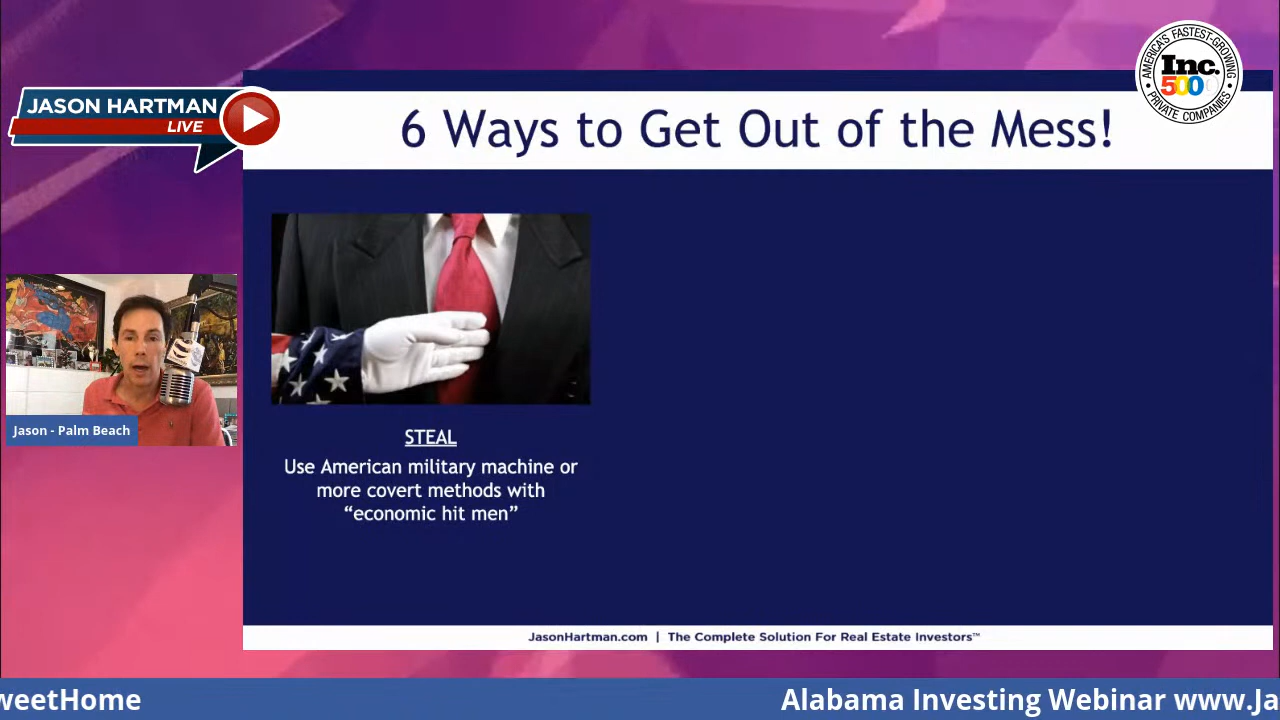 AMERICA'S FASTEST-GROWING
Inc.
5000
PRIVATE COMPANIES
JASON HARTMAN
LIVE
6 Ways to Get Out of the Mess!
Jason - Palm Beach
STEAL
Use American military machine or
more covert methods with
“economic hit men”
JasonHartman.com | The Complete Solution For Real Estate Investors™
weetHome
Alabama Investing Webinar www.Ja